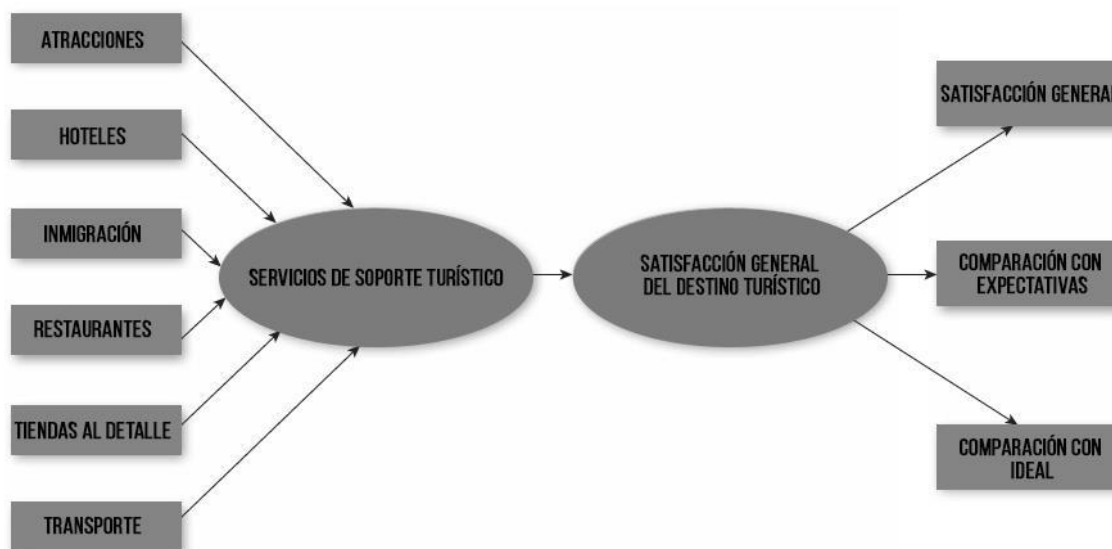 ATRACCIONES
HOTELES
INMIGRACIÓN
RESTAURANTES
TIENDAS AL DETALLE
TRANSPORTE
SERVICIOS DE SOPORTE TURÍSTICO
SATISFACCIÓN GENERAL
DEL DESTINO TURÍSTICO
SATISFACCIÓN GENERAL
COMPARACIÓN CON
EXPECTATIVAS
COMPARACIÓN CON
IDEAL